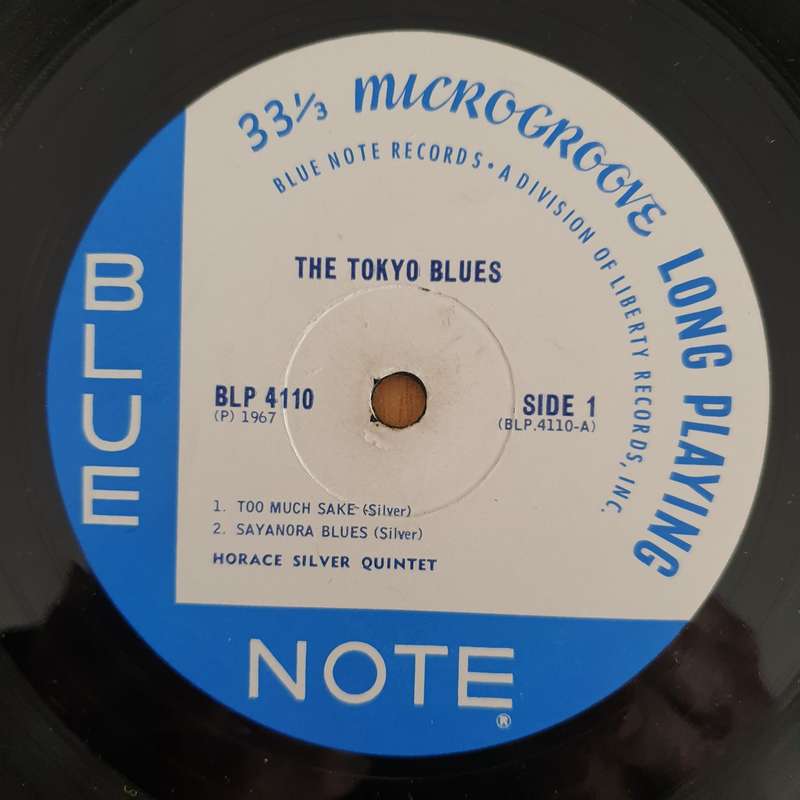 33⅓ MICROGROOVE LONG PLAYING
BLUE NOTE RECORDS • A DIVISION OF LIBERTY RECORDS, INC.
THE TOKYO BLUES
BLP 4110
(P) 1967
SIDE 1
(BLP.4110-A)
1. TOO MUCH SAKE (Silver)
2. SAYANORA BLUES (Silver)
HORACE SILVER QUINTET
BLUE
NOTE®